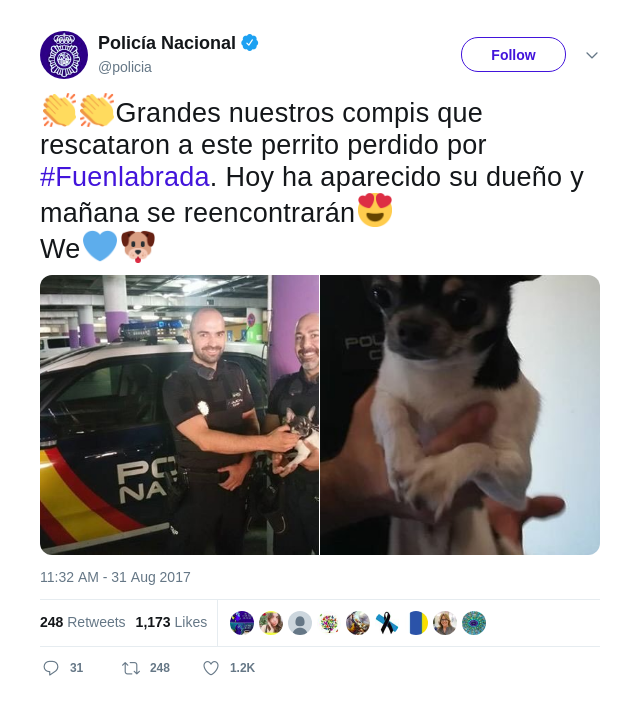 Policía Nacional
@policia
Follow
👏👏Grandes nuestros compis que
rescataron a este perrito perdido por
#Fuenlabrada. Hoy ha aparecido su dueño y
mañana se reencontrarán😍
We💙🐶
11:32 AM - 31 Aug 2017
248 Retweets 1,173 Likes
31 248 1.2K